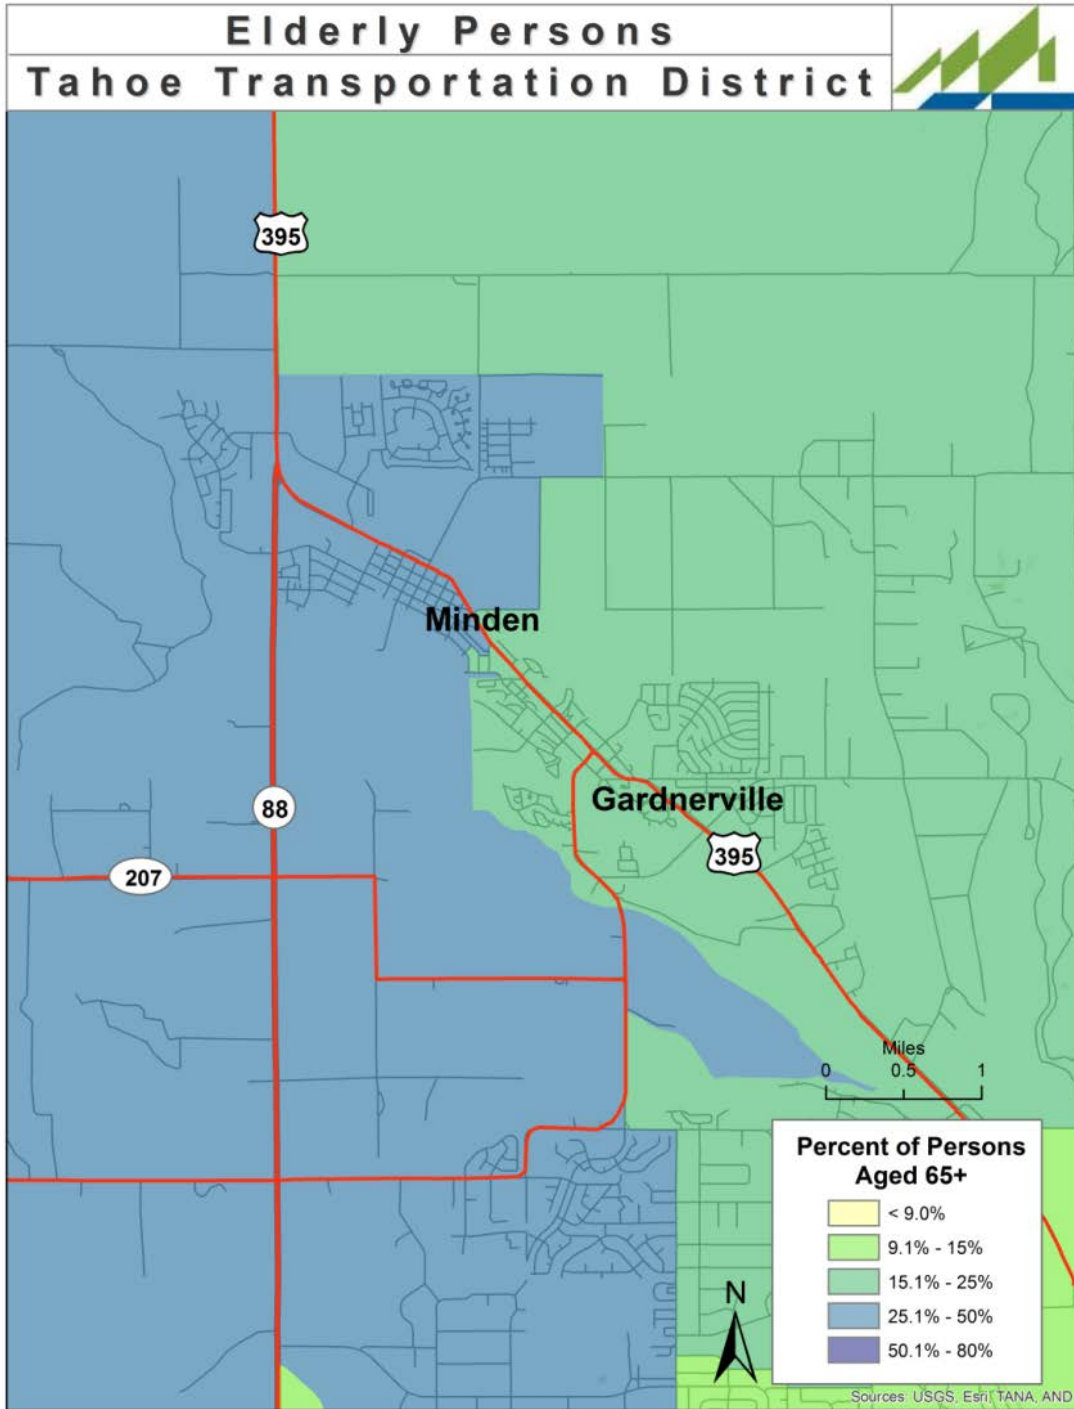 Elderly Persons
Tahoe Transportation District
395
Minden
Gardnerville
88
395
207
Miles
0 0.5 1
Percent of Persons
Aged 65+
< 9.0%
9.1% - 15%
15.1% - 25%
25.1% - 50%
50.1% - 80%
N
Sources: USGS, Esri, TANA, AND